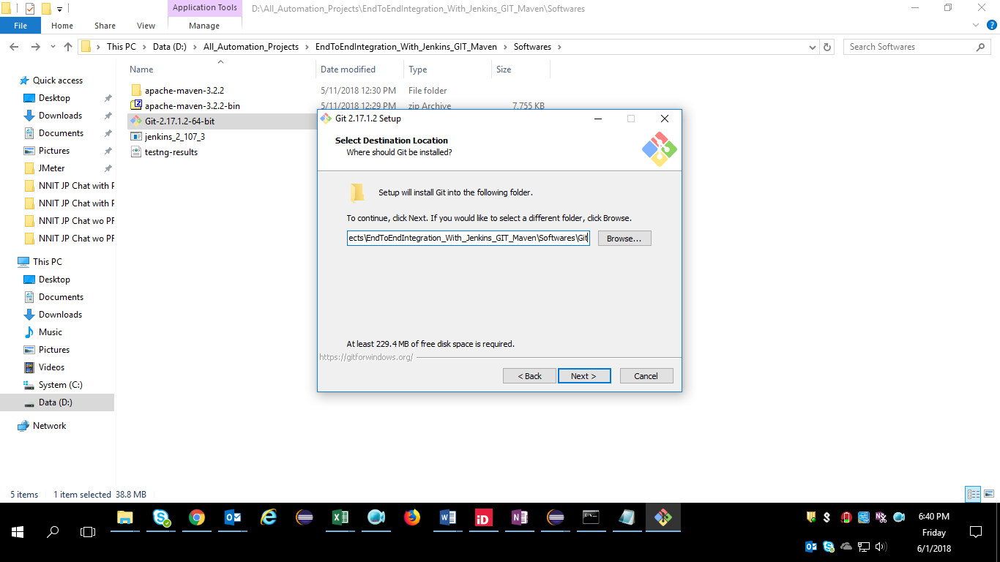 Application Tools D:\All_Automation_Projects\EndToEndIntegration_With_Jenkins_GIT_Maven\Softwares
File Home Share View Manage
This PC Data (D:) All_Automation_Projects EndToEndIntegration_With_Jenkins_GIT_Maven Softwares Search Softwares
Name Date modified Type Size
Quick access
Desktop
Downloads
Documents
Pictures
JMeter
NNIT JP Chat with P
NNIT JP Chat with P
NNIT JP Chat wo PF
NNIT JP Chat wo PF
This PC
Desktop
Documents
Downloads
Music
Pictures
Videos
System (C:)
Data (D:)
Network
apache-maven-3.2.2 5/11/2018 12:30 PM File folder
apache-maven-3.2.2-bin 5/11/2018 12:29 PM zip Archive 7,755 KB
Git-2.17.1.2-64-bit
jenkins_2_107_3
testng-results
Git 2.17.1.2 Setup
Select Destination Location
Where should Git be installed?
Setup will install Git into the following folder.
To continue, click Next. If you would like to select a different folder, click Browse.
ects\EndToEndIntegration_With_Jenkins_GIT_Maven\Softwares\Git Browse...
At least 229.4 MB of free disk space is required.
https://gitforwindows.org/
< Back Next > Cancel
5 items 1 item selected 38.8 MB
6:40 PM
Friday
6/1/2018